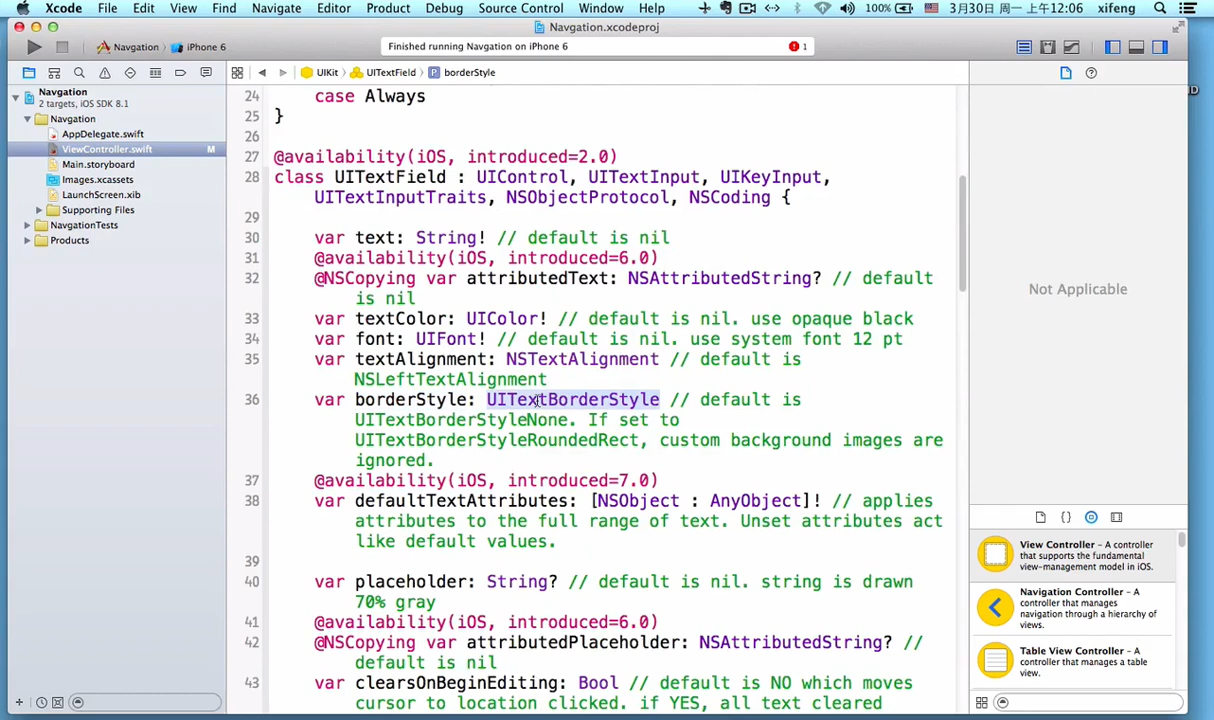 Xcode File Edit View Find Navigate Editor Product Debug Source Control Window Help 100% 3月30日 周一 上午12:06 xifeng
Navgation.xcodeproj
Navgation iPhone 6
Finished running Navgation on iPhone 6
1
UIKit UITextField P borderStyle
Navgation
2 targets, iOS SDK 8.1
Navgation
AppDelegate.swift
ViewController.swift M
Main.storyboard
Images.xcassets
LaunchScreen.xib
Supporting Files
NavgationTests
Products
24 case Always
25 }
26
27 @availability(iOS, introduced=2.0)
28 class UITextField : UIControl, UITextInput, UIKeyInput,
UITextInputTraits, NSObjectProtocol, NSCoding {
29
30 var text: String! // default is nil
31 @availability(iOS, introduced=6.0)
32 @NSCopying var attributedText: NSAttributedString? // default
is nil
33 var textColor: UIColor! // default is nil. use opaque black
34 var font: UIFont! // default is nil. use system font 12 pt
35 var textAlignment: NSTextAlignment // default is
NSLeftTextAlignment
36 var borderStyle: UITextBorderStyle // default is
UITextBorderStyleNone. If set to
UITextBorderStyleRoundedRect, custom background images are
ignored.
37 @availability(iOS, introduced=7.0)
38 var defaultTextAttributes: [NSObject : AnyObject]! // applies
attributes to the full range of text. Unset attributes act
like default values.
39
40 var placeholder: String? // default is nil. string is drawn
70% gray
41 @availability(iOS, introduced=6.0)
42 @NSCopying var attributedPlaceholder: NSAttributedString? //
default is nil
43 var clearsOnBeginEditing: Bool // default is NO which moves
cursor to location clicked. if YES, all text cleared
Not Applicable
View Controller - A controller
that supports the fundamental
view-management model in iOS.
Navigation Controller - A
controller that manages
navigation through a hierarchy of
views.
Table View Controller - A
controller that manages a table
view.